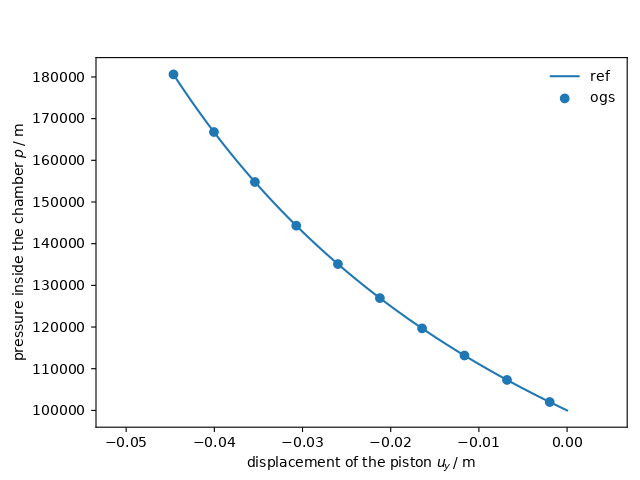 ref
ogs
pressure inside the chamber p / m
180000
170000
160000
150000
140000
130000
120000
110000
100000
−0.05 −0.04 −0.03 −0.02 −0.01 0.00
displacement of the piston u_y / m